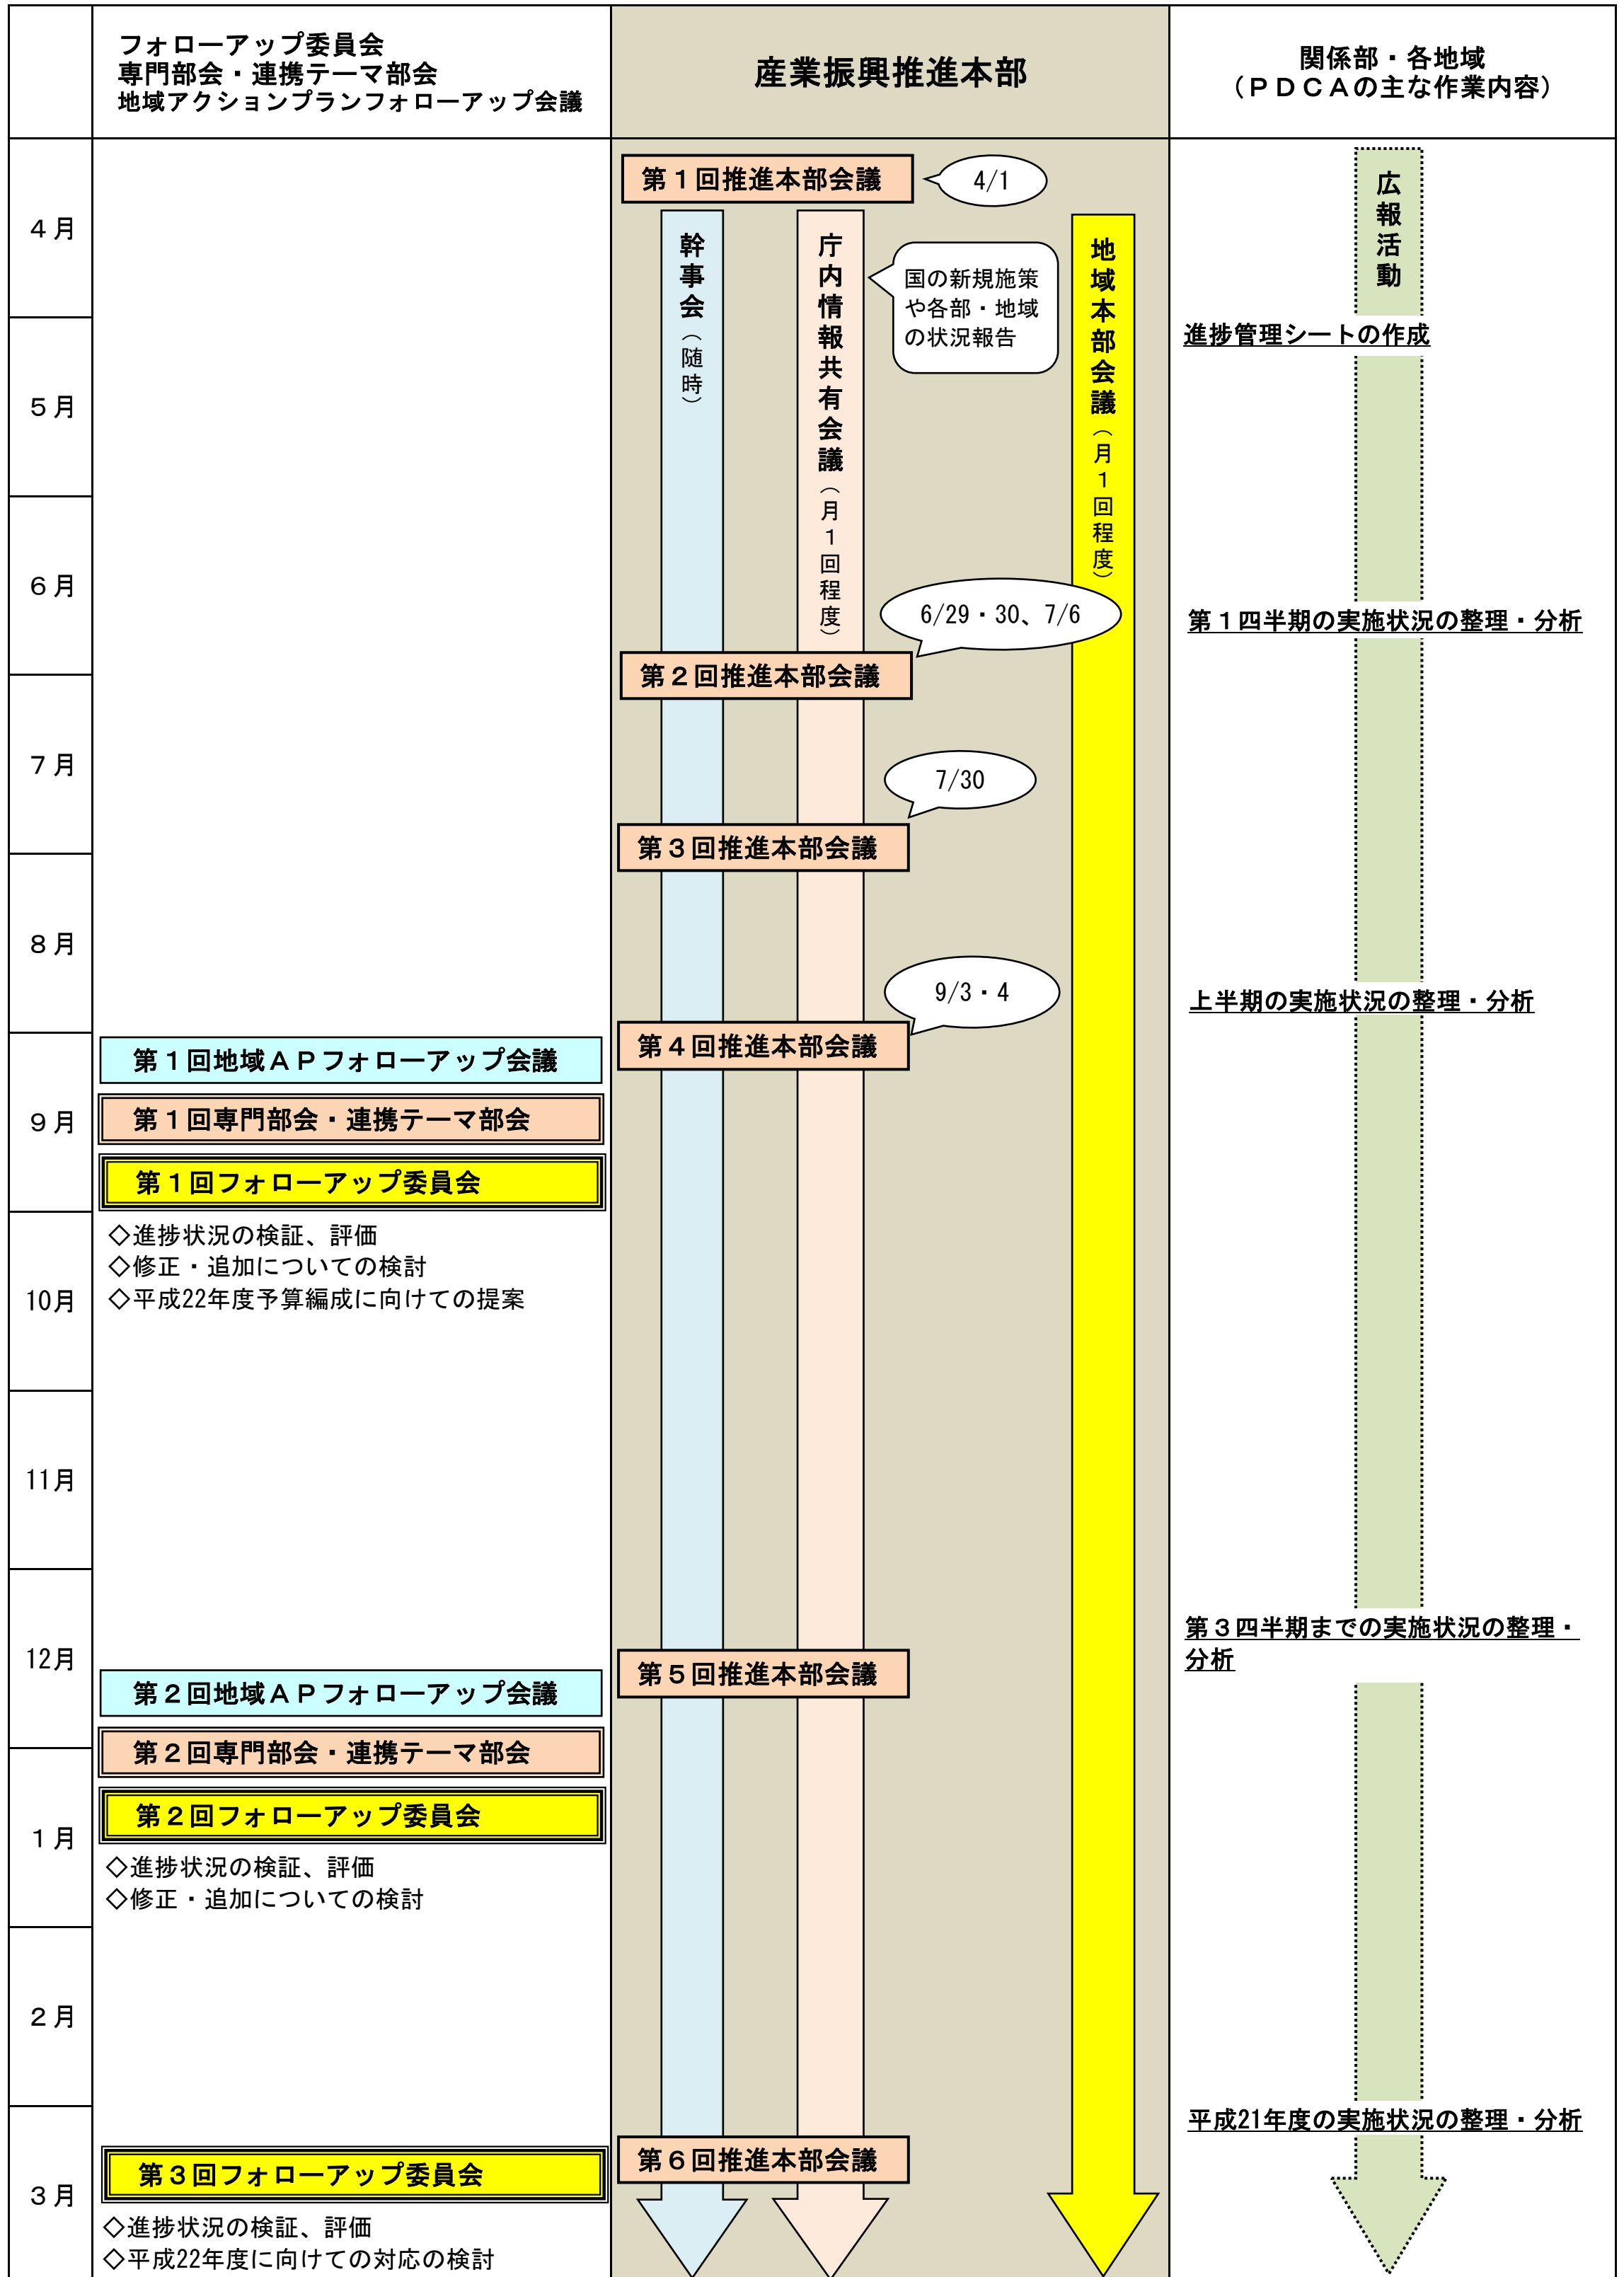 フォローアップ委員会
専門部会・連携テーマ部会
地域アクションプランフォローアップ会議
産業振興推進本部
関係部・各地域
（ＰＤＣＡの主な作業内容）
４月
５月
６月
７月
８月
９月
10月
11月
12月
１月
２月
３月
第１回地域ＡＰフォローアップ会議
第１回専門部会・連携テーマ部会
第１回フォローアップ委員会
◇進捗状況の検証、評価
◇修正・追加についての検討
◇平成22年度予算編成に向けての提案
第２回地域ＡＰフォローアップ会議
第２回専門部会・連携テーマ部会
第２回フォローアップ委員会
◇進捗状況の検証、評価
◇修正・追加についての検討
第３回フォローアップ委員会
◇進捗状況の検証、評価
◇平成22年度に向けての対応の検討
第１回推進本部会議
4/1
幹事会（随時）
庁内情報共有会議（月１回程度）
国の新規施策
や各部・地域
の状況報告
地域本部会議（月１回程度）
6/29・30、7/6
第２回推進本部会議
7/30
第３回推進本部会議
9/3・4
第４回推進本部会議
第５回推進本部会議
第６回推進本部会議
広報活動
進捗管理シートの作成
第１四半期の実施状況の整理・分析
上半期の実施状況の整理・分析
第３四半期までの実施状況の整理・
分析
平成21年度の実施状況の整理・分析